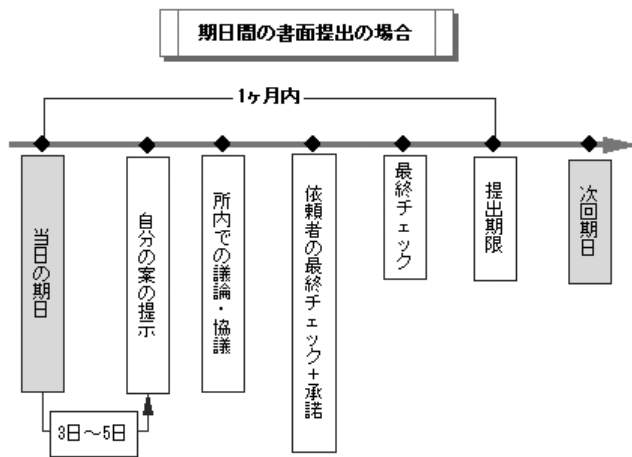 期日間の書面提出の場合
1ヶ月内
当日の期日
自分の案の提示
所内での議論・協議
依頼者の最終チェック+承諾
最終チェック
提出期限
次回期日
3日〜5日